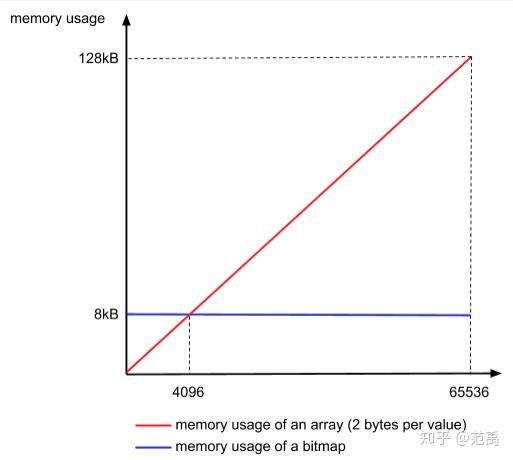 memory usage
128kB
8kB
4096
65536
memory usage of an array (2 bytes per value)
memory usage of a bitmap
知乎 @范禹